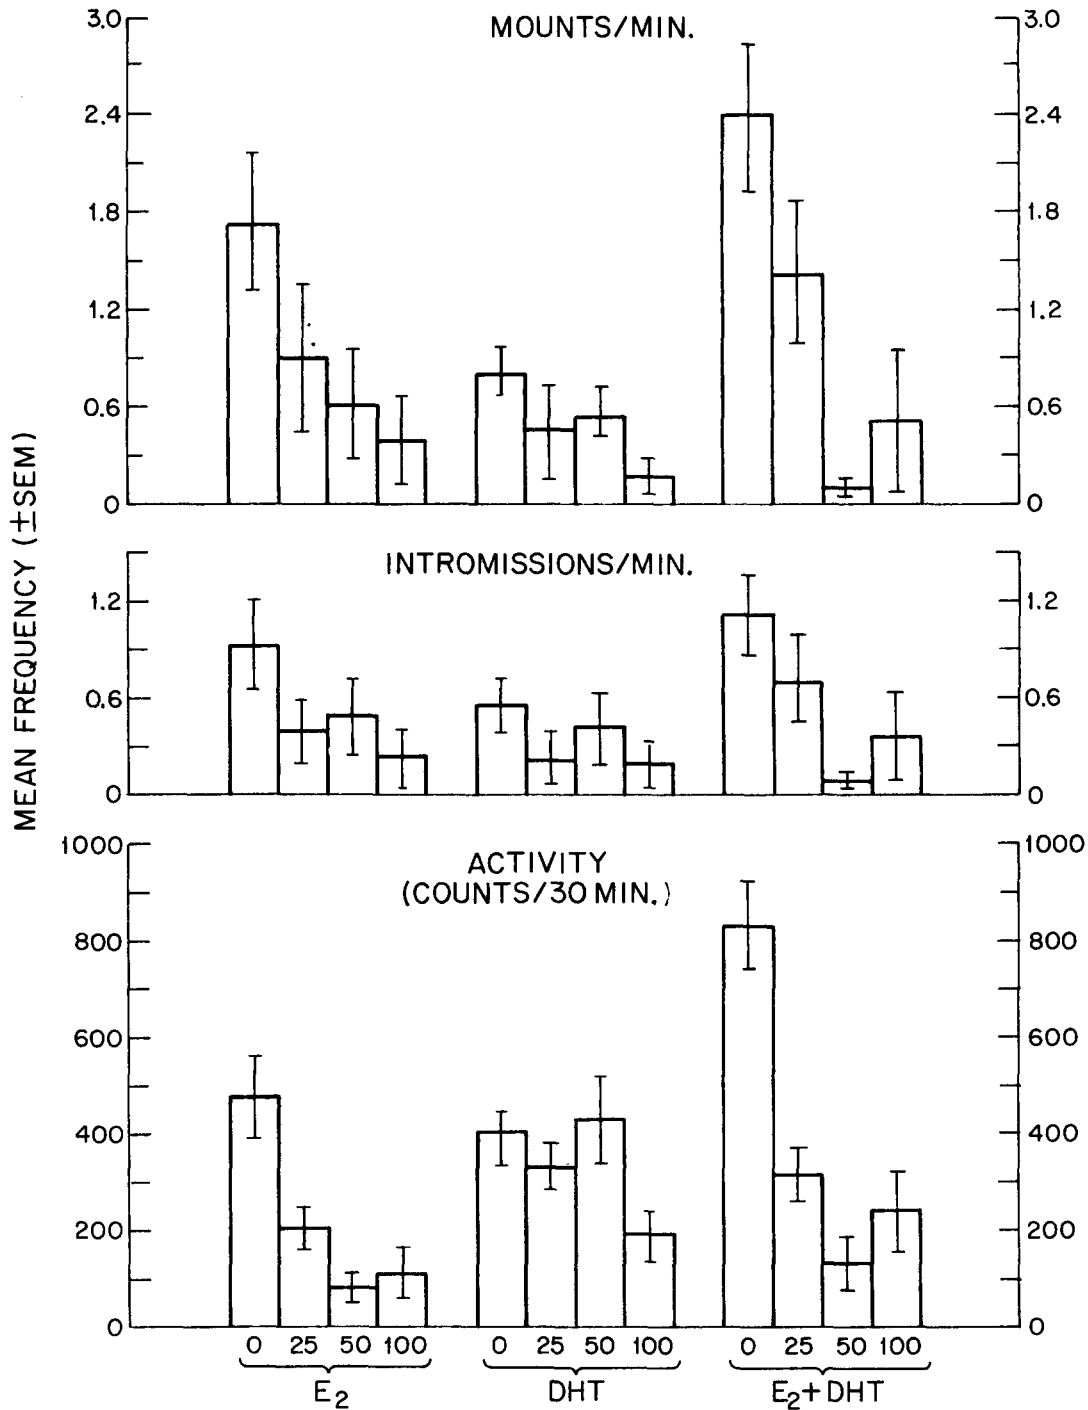 MOUNTS/MIN.
3.0 3.0
2.4 2.4
1.8 1.8
1.2 1.2
0.6 0.6
0 0
MEAN FREQUENCY (±SEM)
INTROMISSIONS/MIN.
1.2 1.2
0.6 0.6
0 0
ACTIVITY
(COUNTS/30 MIN.)
1000 1000
800 800
600 600
400 400
200 200
0 0
0 25 50 100 0 25 50 100 0 25 50 100
E₂ DHT E₂+DHT